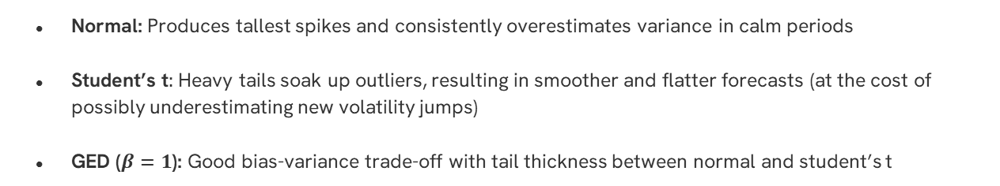 • Normal: Produces tallest spikes and consistently overestimates variance in calm periods
• Student’s t: Heavy tails soak up outliers, resulting in smoother and flatter forecasts (at the cost of
possibly underestimating new volatility jumps)
• GED (β = 1): Good bias-variance trade-off with tail thickness between normal and student’s t